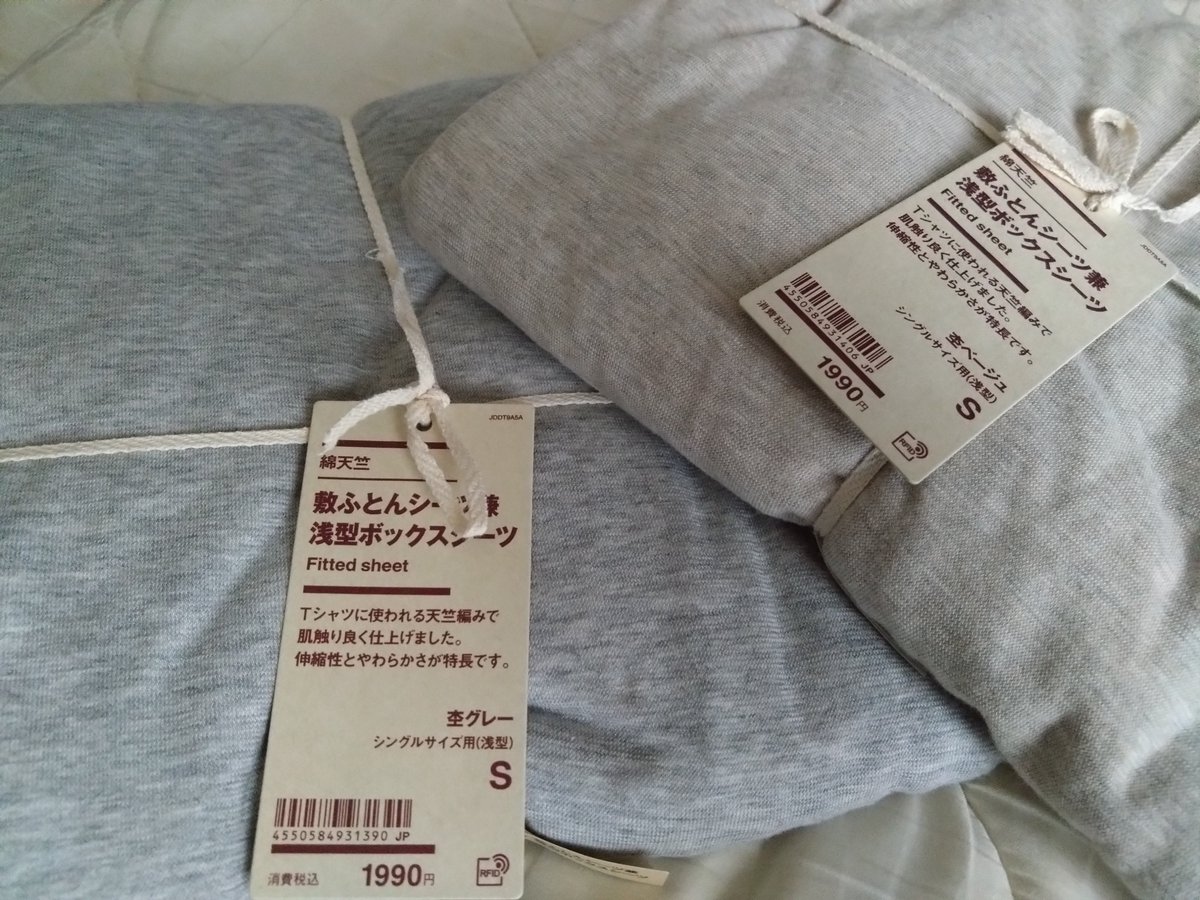 JDDT9A5A
綿天竺
敷ふとんシーツ兼
浅型ボックスシーツ
Fitted sheet
Tシャツに使われる天竺編みで
肌触り良く仕上げました。
伸縮性とやわらかさが特長です。
杢グレー
シングルサイズ用(浅型)
S
4550584931390 JP
消費税込 1990円
RFID
JDDT9A5A
綿天竺
敷ふとんシーツ兼
浅型ボックスシーツ
Fitted sheet
Tシャツに使われる天竺編みで
肌触り良く仕上げました。
伸縮性とやわらかさが特長です。
杢ベージュ
シングルサイズ用(浅型)
S
4550584931406 JP
消費税込 1990円
RFID